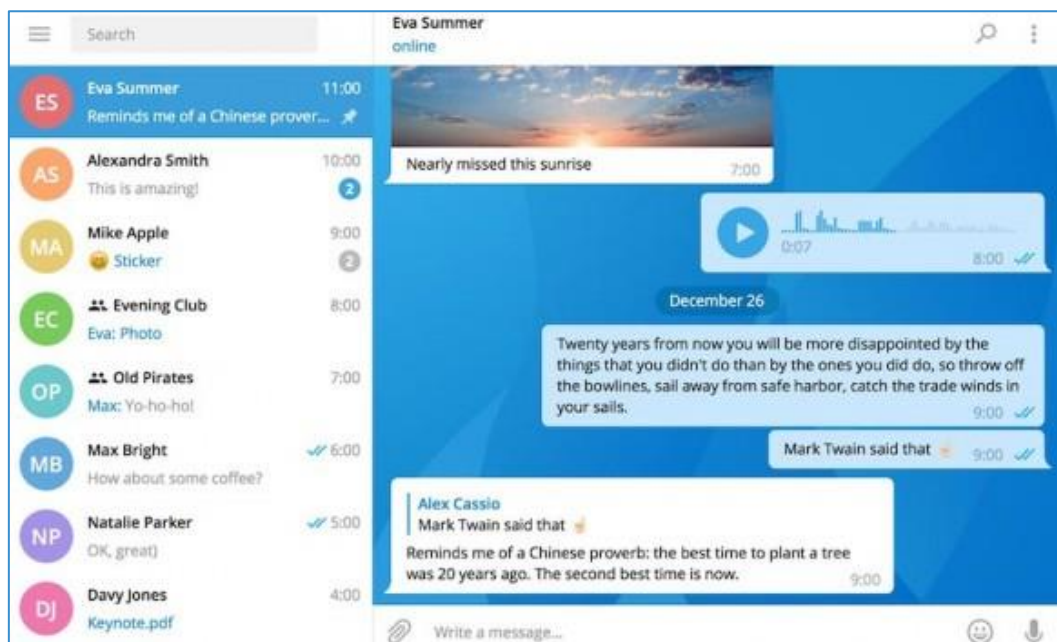 Search
ES
Eva Summer 11:00
Reminds me of a Chinese prover...
AS
Alexandra Smith 10:00
This is amazing! 2
MA
Mike Apple 9:00
Sticker 2
EC
Evening Club 8:00
Eva: Photo
OP
Old Pirates 7:00
Max: Yo-ho-ho!
MB
Max Bright 6:00
How about some coffee?
NP
Natalie Parker 5:00
OK, great)
DJ
Davy Jones 4:00
Keynote.pdf
Eva Summer
online
Nearly missed this sunrise
7:00
0:07
8:00
December 26
Twenty years from now you will be more disappointed by the
things that you didn't do than by the ones you did do, so throw off
the bowlines, sail away from safe harbor, catch the trade winds in
your sails.
9:00
Mark Twain said that ☝🏻 9:00
Alex Cassio
Mark Twain said that ☝🏻
Reminds me of a Chinese proverb: the best time to plant a tree
was 20 years ago. The second best time is now.
9:00
Write a message...